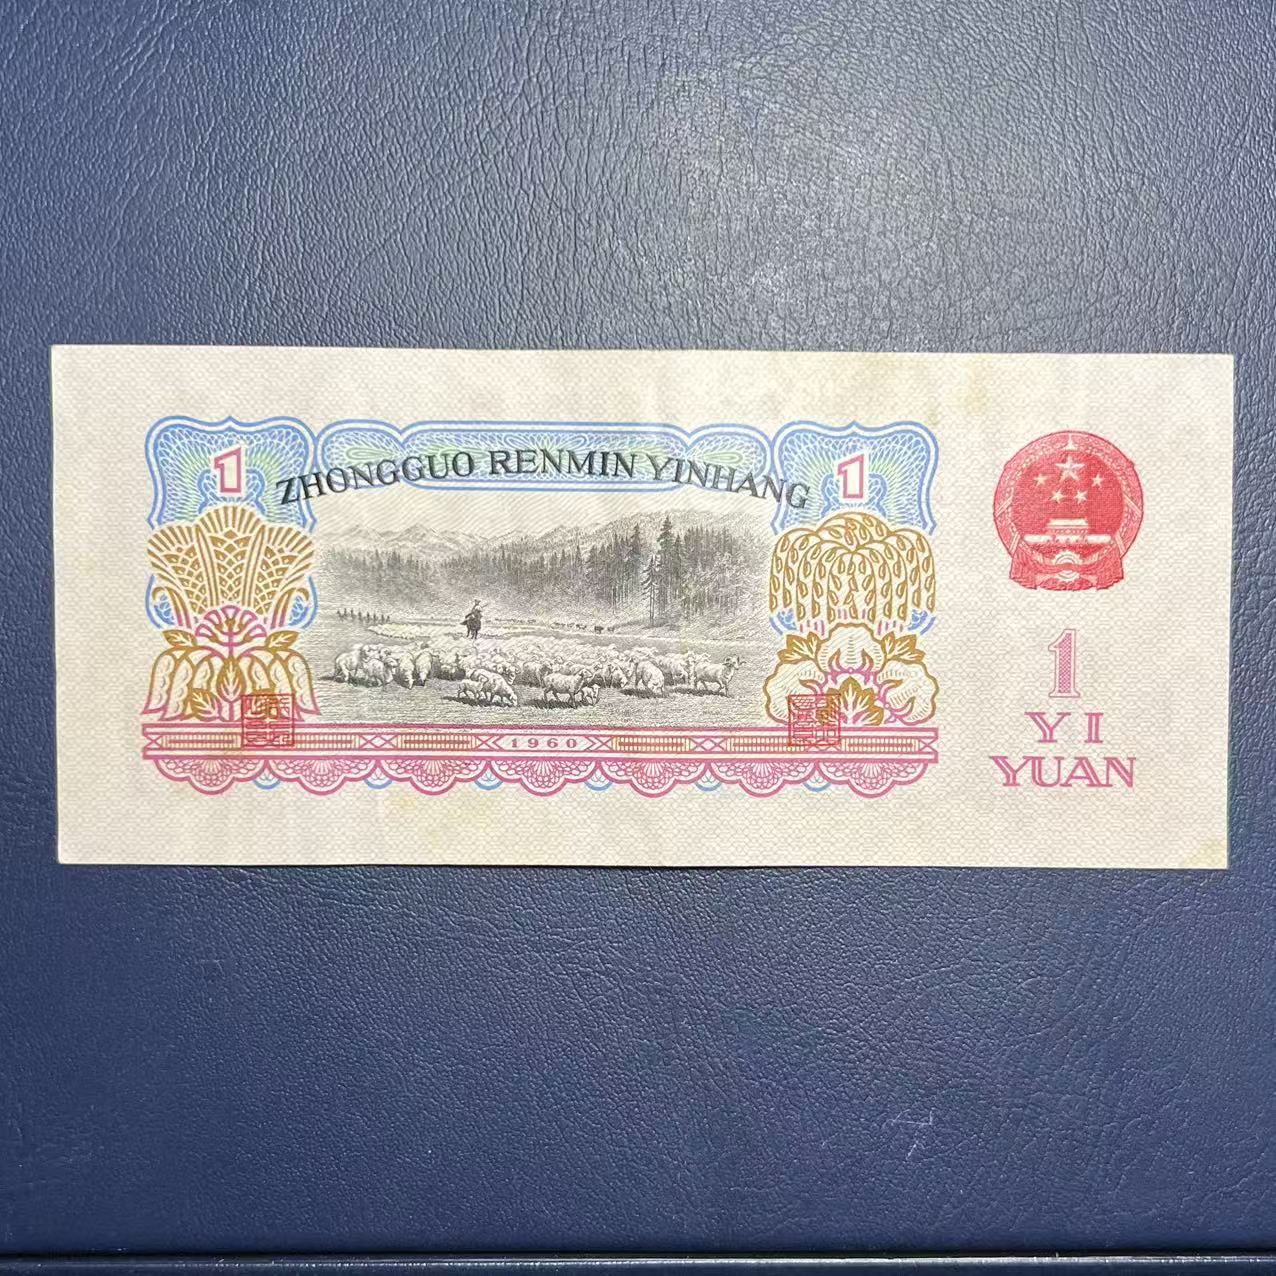 1
1
ZHONGGUO RENMIN YINHANG
1960
1
YI
YUAN